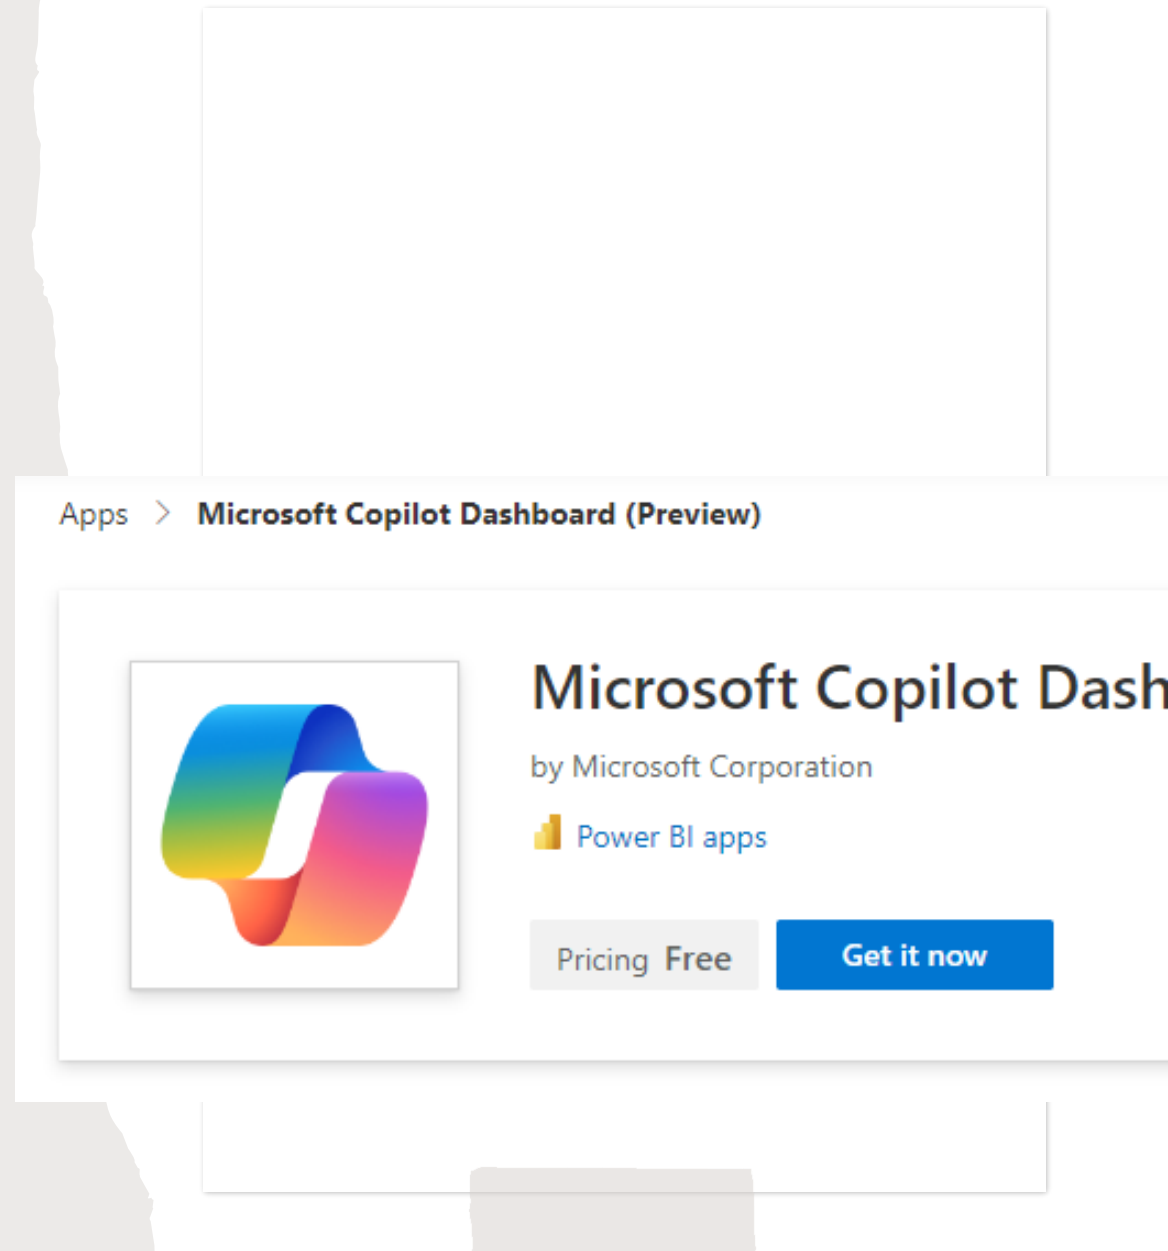 Apps > Microsoft Copilot Dashboard (Preview)
Microsoft Copilot Dash
by Microsoft Corporation
Power BI apps
Pricing Free
Get it now